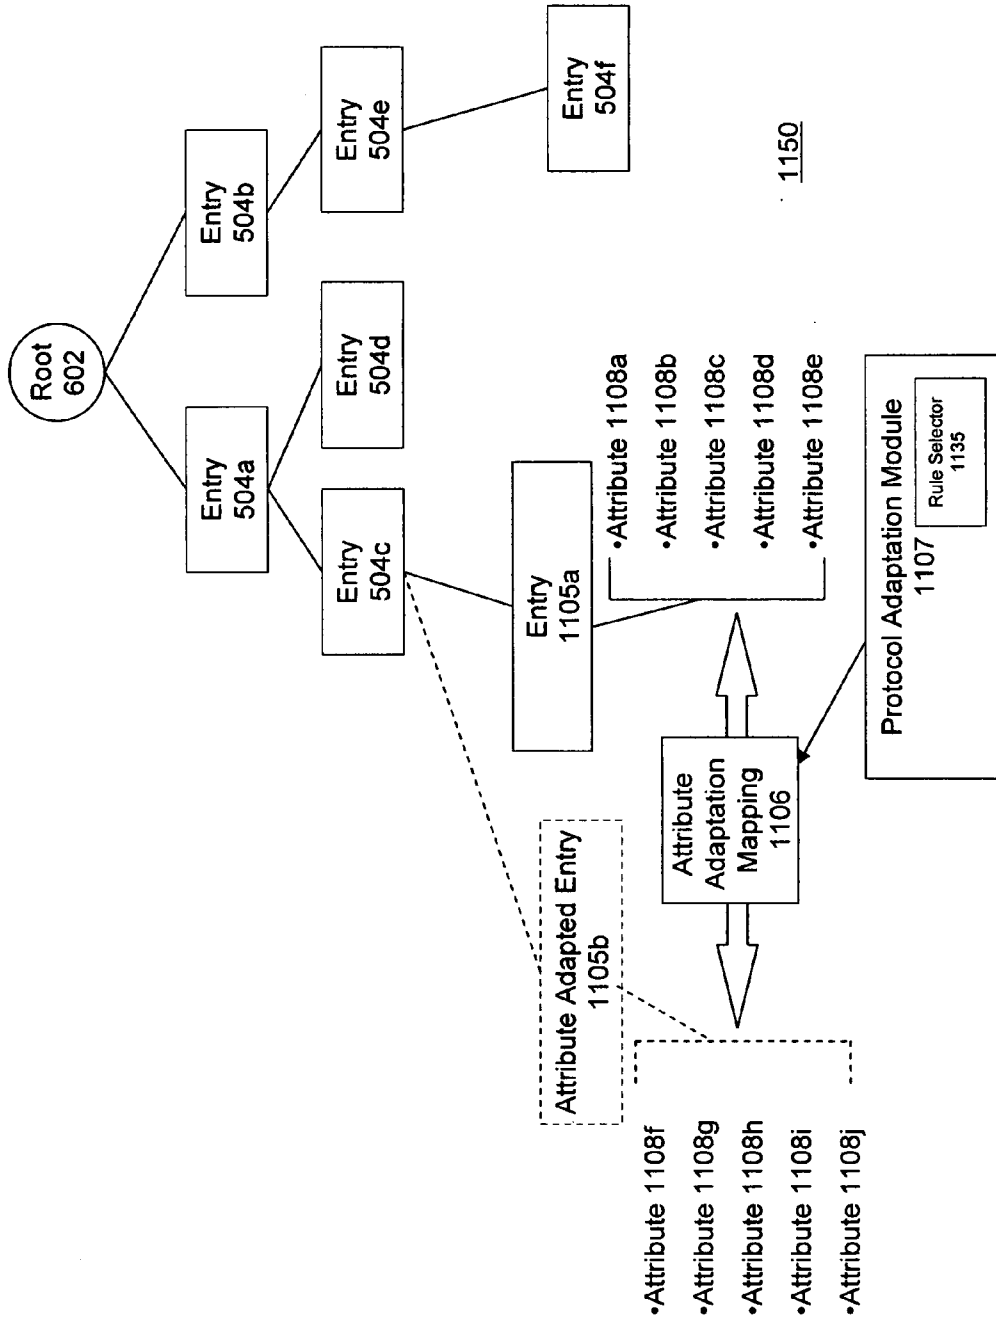 Root
602
Entry
504a
Entry
504b
Entry
504c
Entry
504d
Entry
504e
Entry
504f
Entry
1105a
Attribute Adapted Entry
1105b
•Attribute 1108f
•Attribute 1108g
•Attribute 1108h
•Attribute 1108i
•Attribute 1108j
Attribute
Adaptation
Mapping
1106
•Attribute 1108a
•Attribute 1108b
•Attribute 1108c
•Attribute 1108d
•Attribute 1108e
Protocol Adaptation Module
1107
Rule Selector
1135
1150